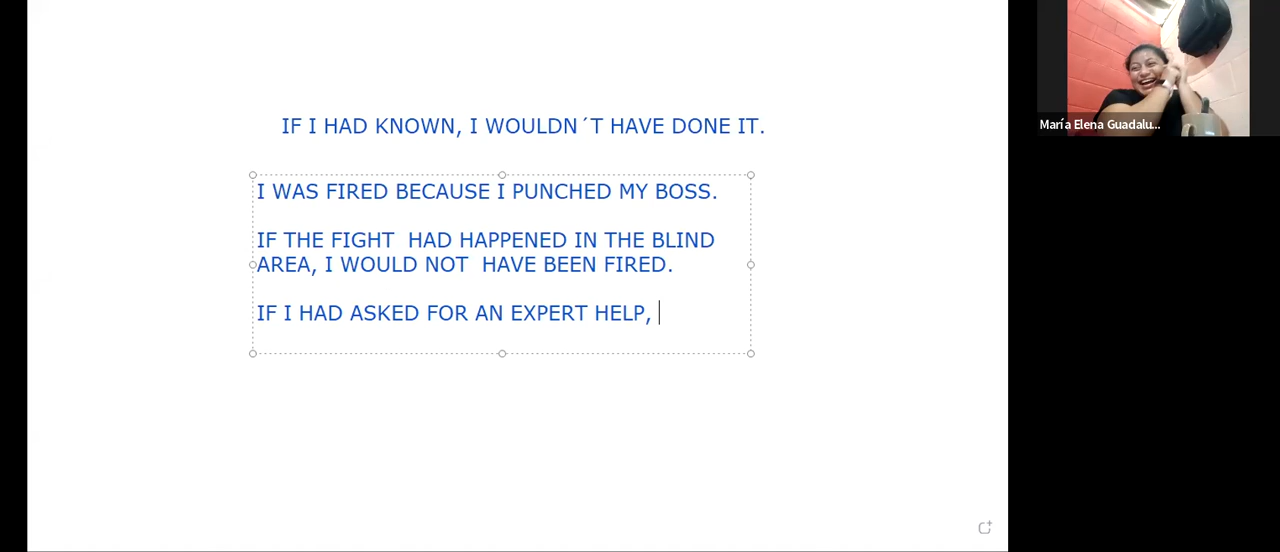 IF I HAD KNOWN, I WOULDN´T HAVE DONE IT.
I WAS FIRED BECAUSE I PUNCHED MY BOSS.
IF THE FIGHT  HAD HAPPENED IN THE BLIND
AREA, I WOULD NOT  HAVE BEEN FIRED.
IF I HAD ASKED FOR AN EXPERT HELP,
María Elena Guadalu...